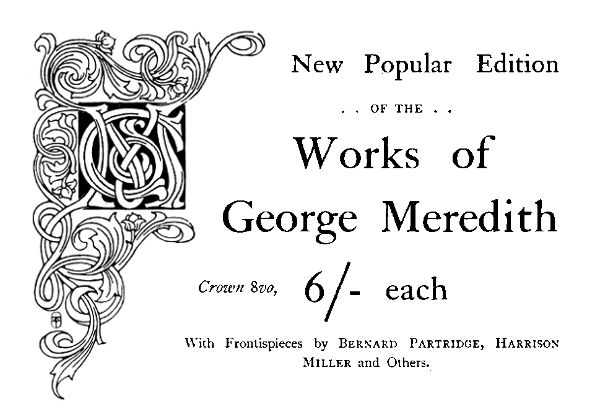 New Popular Edition
. . OF THE . .
Works of
George Meredith
Crown 8vo, 6/- each
With Frontispieces by BERNARD PARTRIDGE, HARRISON
MILLER and Others.